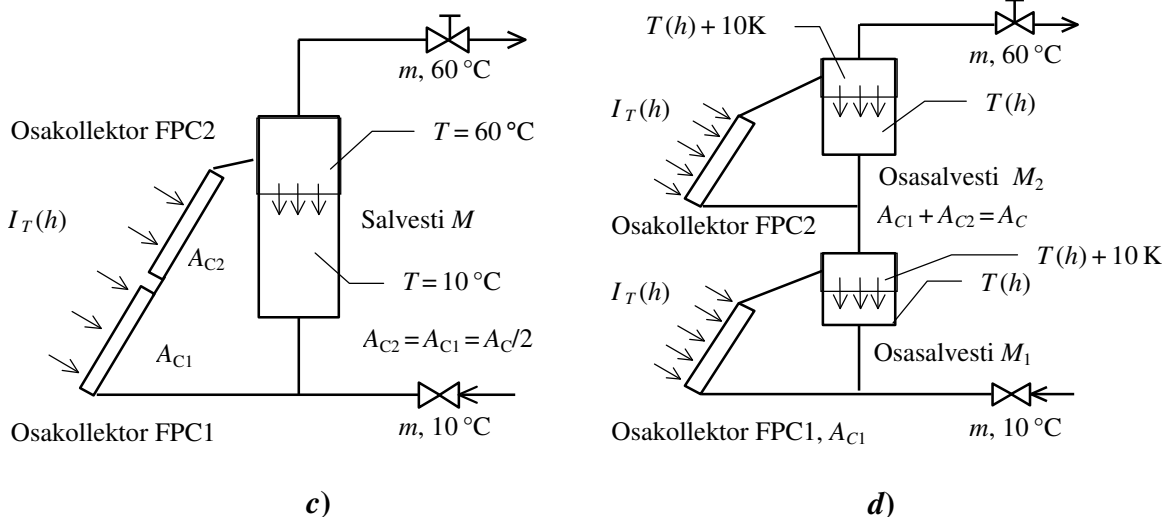 m, 60 °C
Osakollektor FPC2
T = 60 °C
I_T(h)
Salvesti M
A_C2
T = 10 °C
A_C2 = A_C1 = A_C/2
A_C1
Osakollektor FPC1
m, 10 °C
c)
T(h) + 10K
m, 60 °C
I_T(h)
T(h)
Osasalvesti M_2
Osakollektor FPC2
A_C1 + A_C2 = A_C
T(h) + 10 K
I_T(h)
T(h)
Osasalvesti M_1
Osakollektor FPC1, A_C1
m, 10 °C
d)